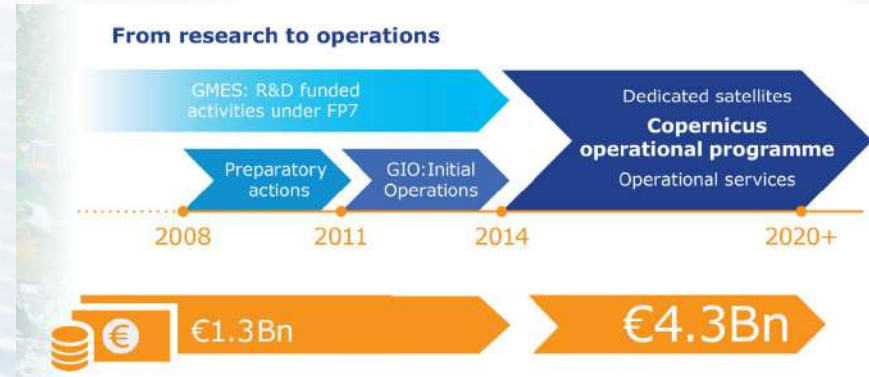 From research to operations
GMES: R&D funded
activities under FP7
Dedicated satellites
Copernicus
operational programme
Operational services
Preparatory
actions
GIO:Initial
Operations
2008
2011
2014
2020+
€
€1.3Bn
€4.3Bn